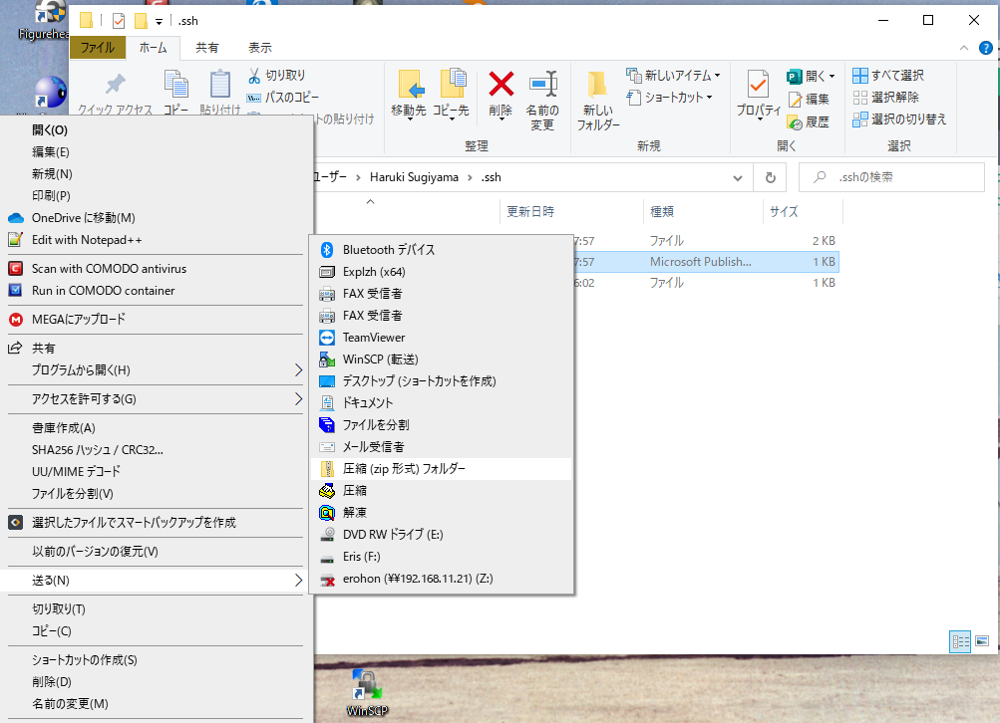 Figurehea
.ssh
ファイル
ホーム
共有
表示
クイック アクセス
コピー
貼り付け
切り取り
パスのコピー
トの貼り付け
移動先
コピー先
削除
名前の
変更
整理
新しい
フォルダー
新しいアイテム
ショートカット
新規
プロパティ
開く
編集
履歴
開く
すべて選択
選択解除
選択の切り替え
選択
ユーザー › Haruki Sugiyama › .ssh
.sshの検索
更新日時
種類
サイズ
7:57
ファイル
2 KB
7:57
Microsoft Publish...
1 KB
6:02
ファイル
1 KB
開く(O)
編集(E)
新規(N)
印刷(P)
OneDrive に移動(M)
Edit with Notepad++
Scan with COMODO antivirus
Run in COMODO container
MEGAにアップロード
共有
プログラムから開く(H)
アクセスを許可する(G)
書庫作成(A)
SHA256 ハッシュ / CRC32...
UU/MIME デコード
ファイルを分割(V)
選択したファイルでスマートバックアップを作成
以前のバージョンの復元(V)
送る(N)
切り取り(T)
コピー(C)
ショートカットの作成(S)
削除(D)
名前の変更(M)
Bluetooth デバイス
Explzh (x64)
FAX 受信者
FAX 受信者
TeamViewer
WinSCP (転送)
デスクトップ (ショートカットを作成)
ドキュメント
ファイルを分割
メール受信者
圧縮 (zip 形式) フォルダー
圧縮
解凍
DVD RW ドライブ (E:)
Eris (F:)
erohon (¥¥192.168.11.21) (Z:)
WinSCP